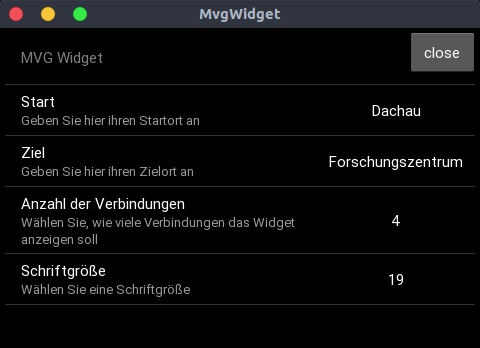 MvgWidget
MVG Widget
close
Start
Geben Sie hier ihren Startort an
Dachau
Ziel
Geben Sie hier ihren Zielort an
Forschungszentrum
Anzahl der Verbindungen
Wählen Sie, wie viele Verbindungen das Widget
anzeigen soll
4
Schriftgröße
Wählen Sie eine Schriftgröße
19